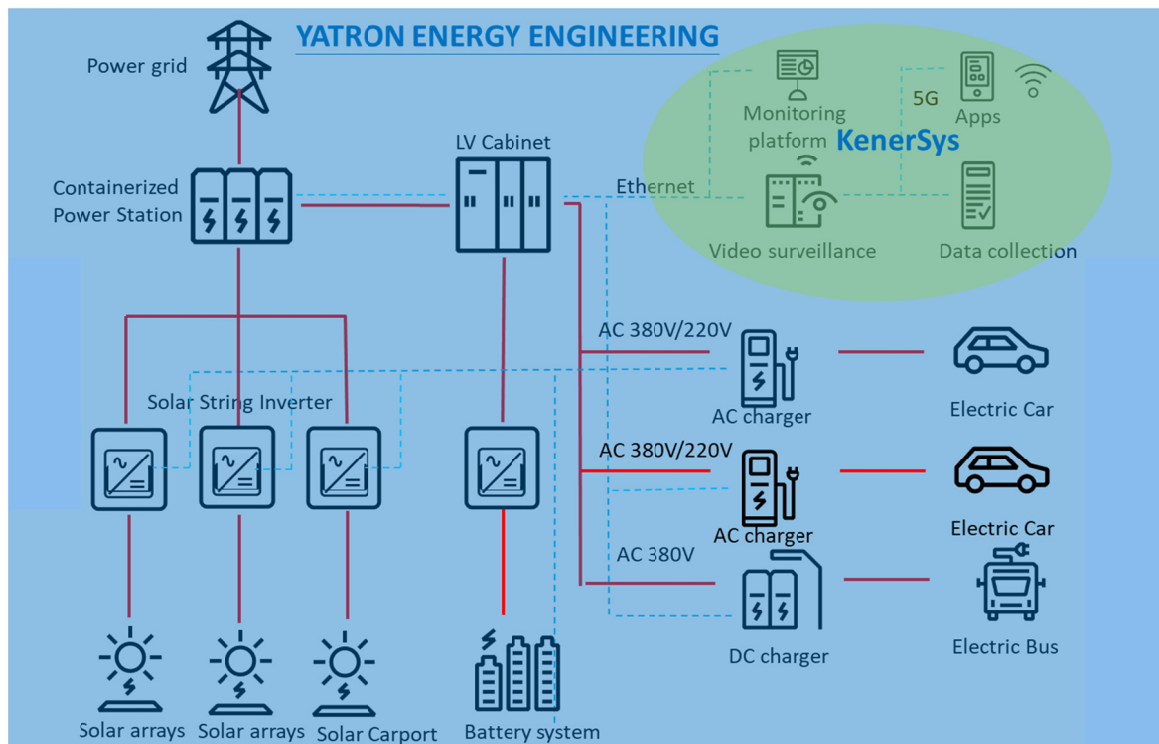 YATRON ENERGY ENGINEERING
Power grid
Monitoring
platform
5G
Apps
KenerSys
LV Cabinet
Containerized
Power Station
Ethernet
Video surveillance
Data collection
AC 380V/220V
Solar String Inverter
AC charger
Electric Car
AC 380V/220V
AC charger
Electric Car
AC 380V
DC charger
Electric Bus
Solar arrays
Solar arrays
Solar Carport
Battery system